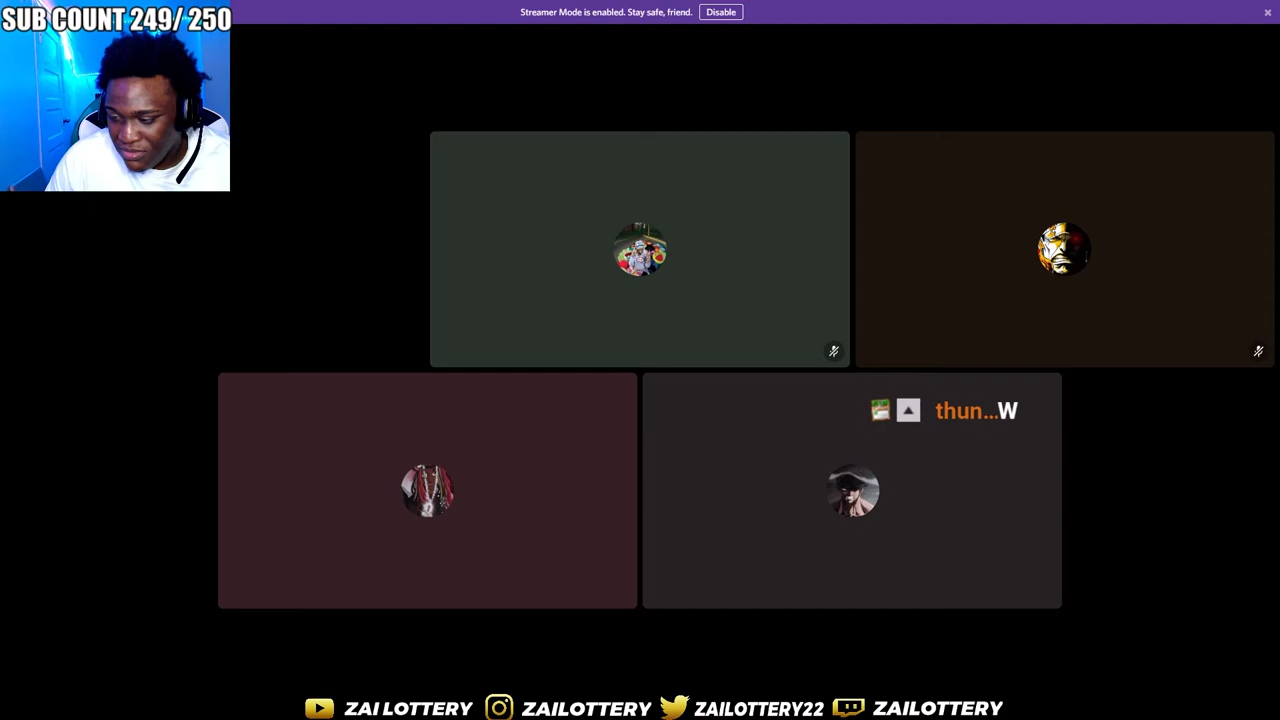 Streamer Mode is enabled. Stay safe, friend. Disable
SUB COUNT 249/ 250
thun...W
ZAI LOTTERY ZAILOTTERY ZAILOTTERY22 ZAILOTTERY